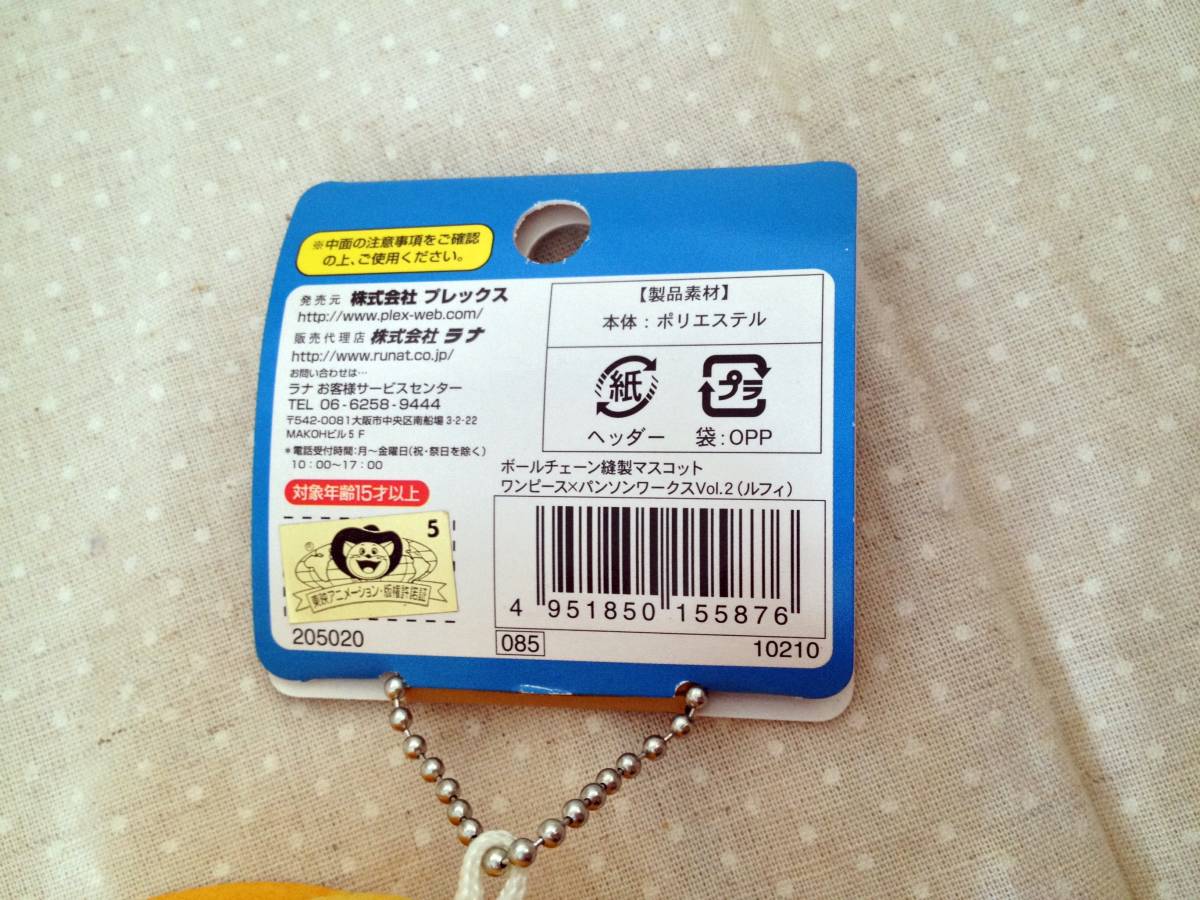 ※中面の注意事項をご確認
の上、ご使用ください。
発売元 株式会社 プレックス
http://www.plex-web.com/
販売代理店 株式会社 ラナ
http://www.runat.co.jp/
お問い合わせは…
ラナ お客様サービスセンター
TEL 06-6258-9444
〒542-0081大阪市中央区南船場3-2-22
MAKOHビル5F
*電話受付時間:月〜金曜日(祝・祭日を除く)
10:00〜17:00
対象年齢15才以上
5
東映アニメーション・版権許諾証
205020
【製品素材】
本体:ポリエステル
紙
ヘッダー
プラ
袋:OPP
ボールチェーン縫製マスコット
ワンピース×パンソンワークスVol.2(ルフィ)
4 951850 155876
085
10210